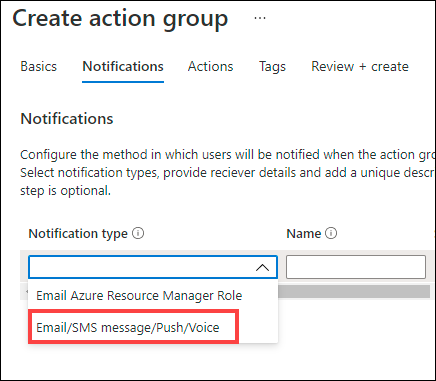 Create action group ...
Basics Notifications Actions Tags Review + create
Notifications
Configure the method in which users will be notified when the action gro
Select notification types, provide reciever details and add a unique descr
step is optional.
Notification type Name
Email Azure Resource Manager Role
Email/SMS message/Push/Voice